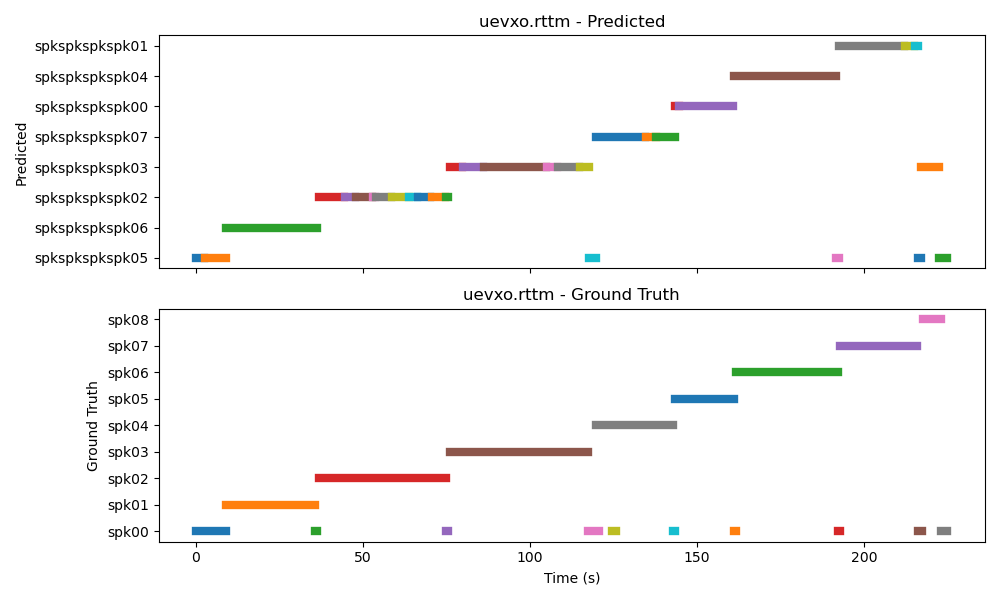 uevxo.rttm - Predicted
Predicted
spkspkspkspk01
spkspkspkspk04
spkspkspkspk00
spkspkspkspk07
spkspkspkspk03
spkspkspkspk02
spkspkspkspk06
spkspkspkspk05
uevxo.rttm - Ground Truth
Ground Truth
spk08
spk07
spk06
spk05
spk04
spk03
spk02
spk01
spk00
0 50 100 150 200
Time (s)